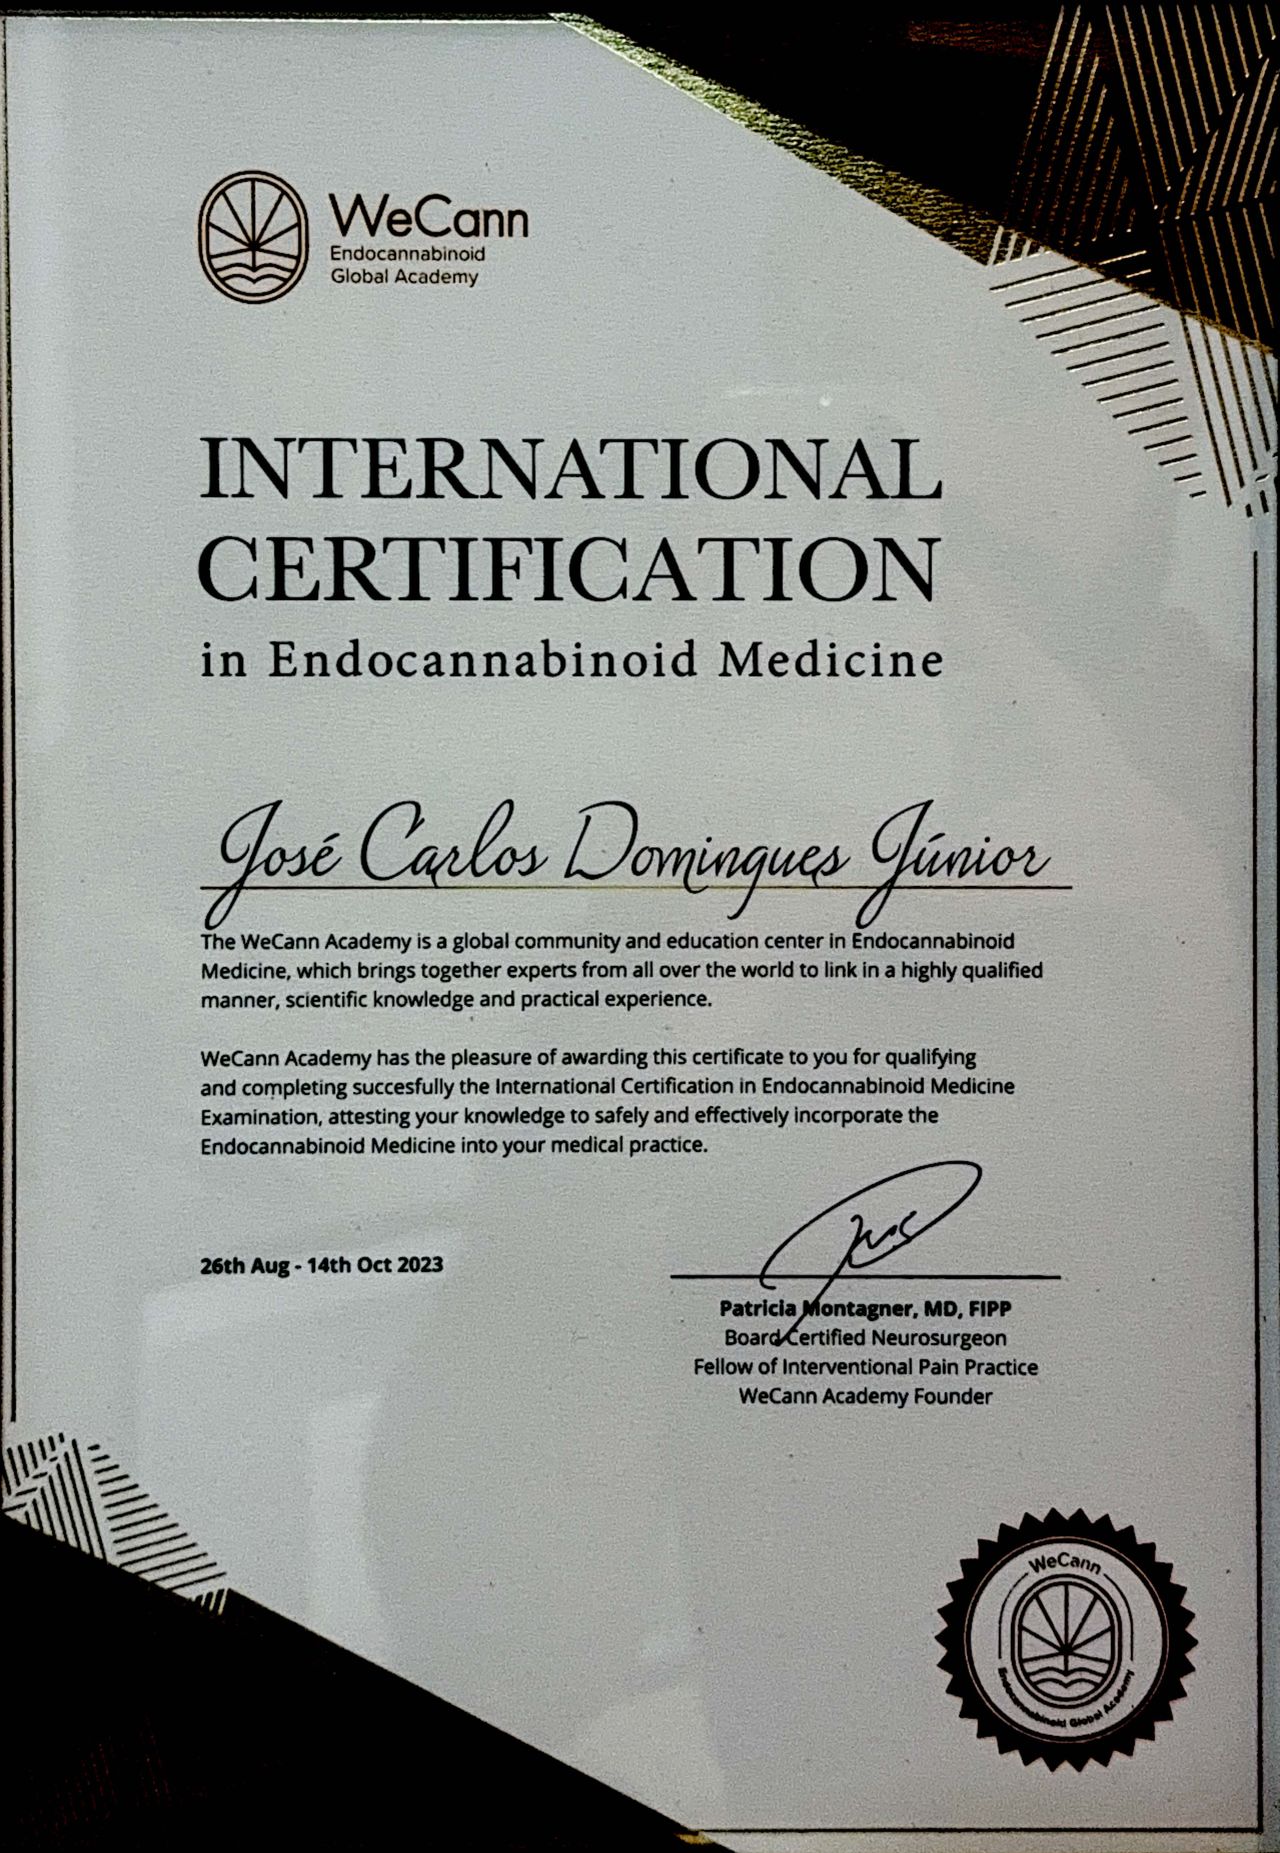 WeCann
Endocannabinoid
Global Academy
INTERNATIONAL
CERTIFICATION
in Endocannabinoid Medicine
José Carlos Domingues Júnior
The WeCann Academy is a global community and education center in Endocannabinoid
Medicine, which brings together experts from all over the world to link in a highly qualified
manner, scientific knowledge and practical experience.
WeCann Academy has the pleasure of awarding this certificate to you for qualifying
and completing succesfully the International Certification in Endocannabinoid Medicine
Examination, attesting your knowledge to safely and effectively incorporate the
Endocannabinoid Medicine into your medical practice.
26th Aug - 14th Oct 2023
Patricia Montagner, MD, FIPP
Board Certified Neurosurgeon
Fellow of Interventional Pain Practice
WeCann Academy Founder
WeCann
Endocannabinoid Global Academy